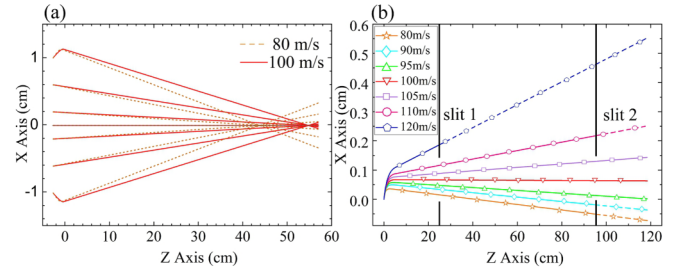 (a)
80 m/s
100 m/s
X Axis (cm)
1
0
-1
0 10 20 30 40 50 60
Z Axis (cm)
(b)
X Axis (cm)
0.6
0.5
0.4
0.3
0.2
0.1
0.0
80m/s
90m/s
95m/s
100m/s
105m/s
110m/s
120m/s
slit 1
slit 2
0 20 40 60 80 100 120
Z Axis (cm)